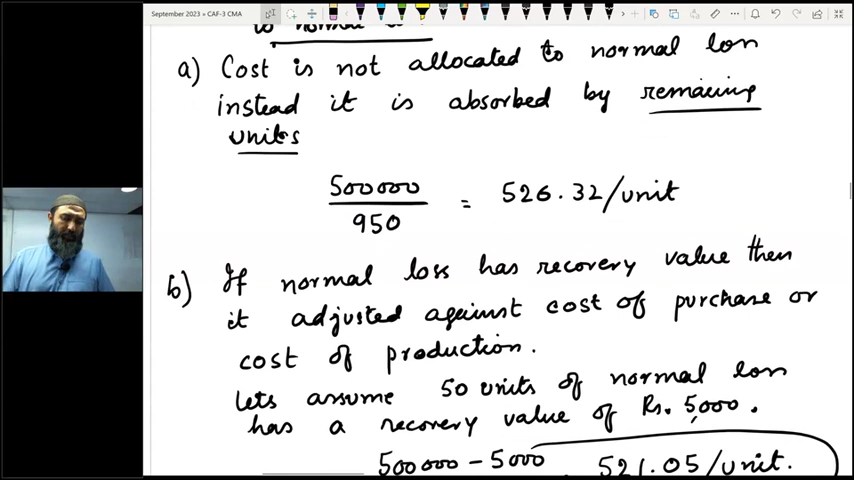 September 2023 » CAF-3 CMA
to normal
a) Cost is not allocated to normal loss
instead it is absorbed by remaining
units
500000
950
= 526.32/unit
b) If normal loss has recovery value then
it adjusted against cost of purchase or
cost of production.
Lets assume 50 units of normal loss
has a recovery value of Rs. 5,000.
500000 - 5000
521.05/unit.